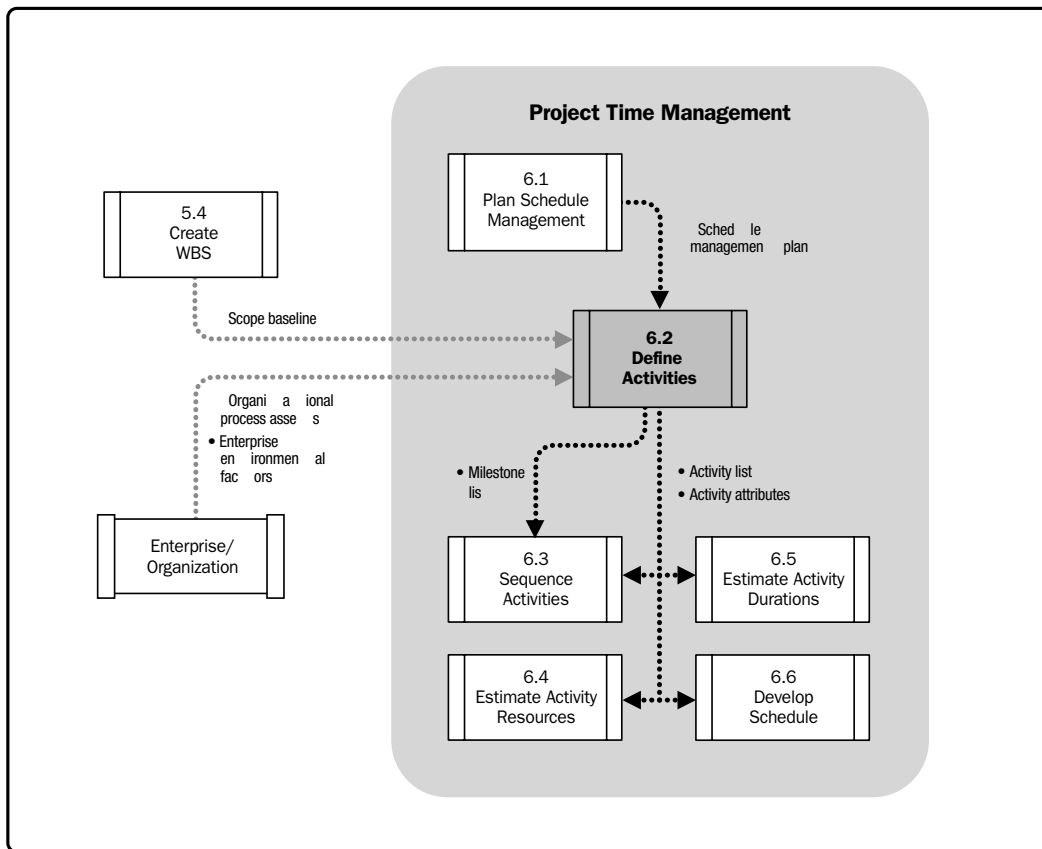 Project Time Management
6.1
Plan Schedule
Management
5.4
Create
WBS
Sched le
managemen plan
Scope baseline
6.2
Define
Activities
Organi a ional
process asse s
• Enterprise
en ironmen al
fac ors
• Milestone
lis
• Activity list
• Activity attributes
Enterprise/
Organization
6.3
Sequence
Activities
6.5
Estimate Activity
Durations
6.4
Estimate Activity
Resources
6.6
Develop
Schedule